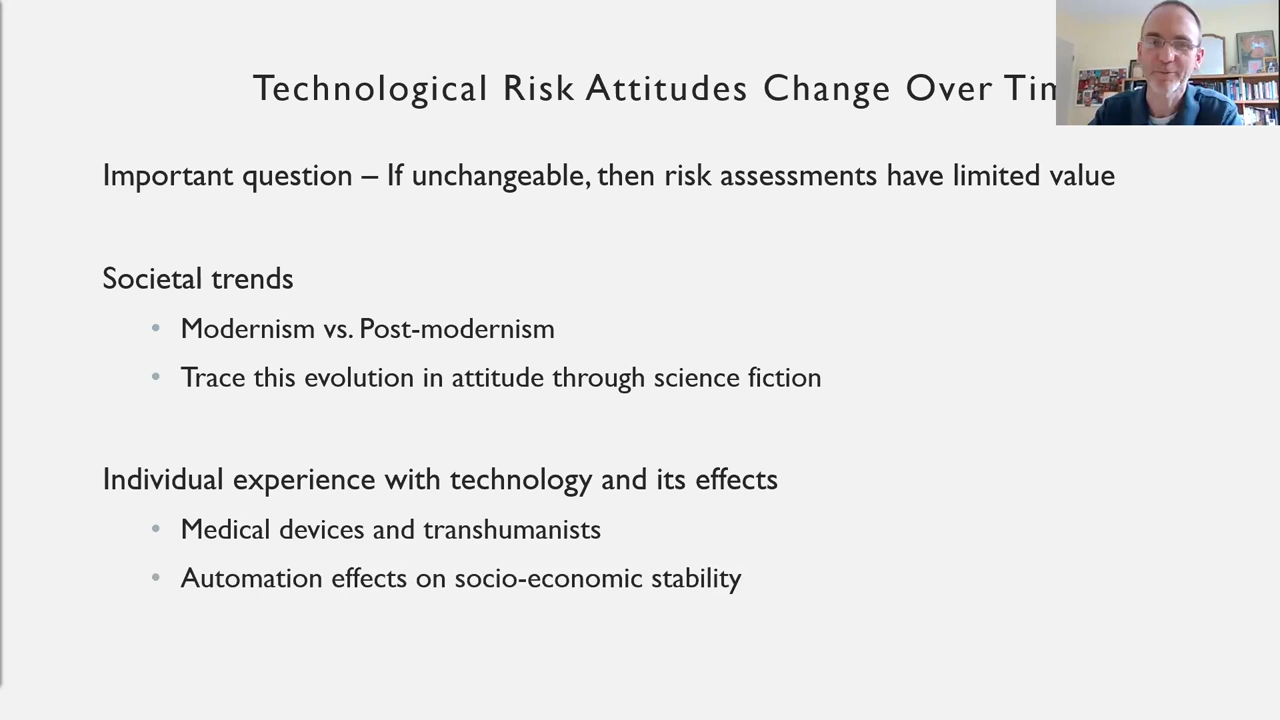 Technological Risk Attitudes Change Over
Important question – If unchangeable, then risk assessments have limited value
Societal trends
• Modernism vs. Post-modernism
• Trace this evolution in attitude through science fiction
Individual experience with technology and its effects
• Medical devices and transhumanists
• Automation effects on socio-economic stability